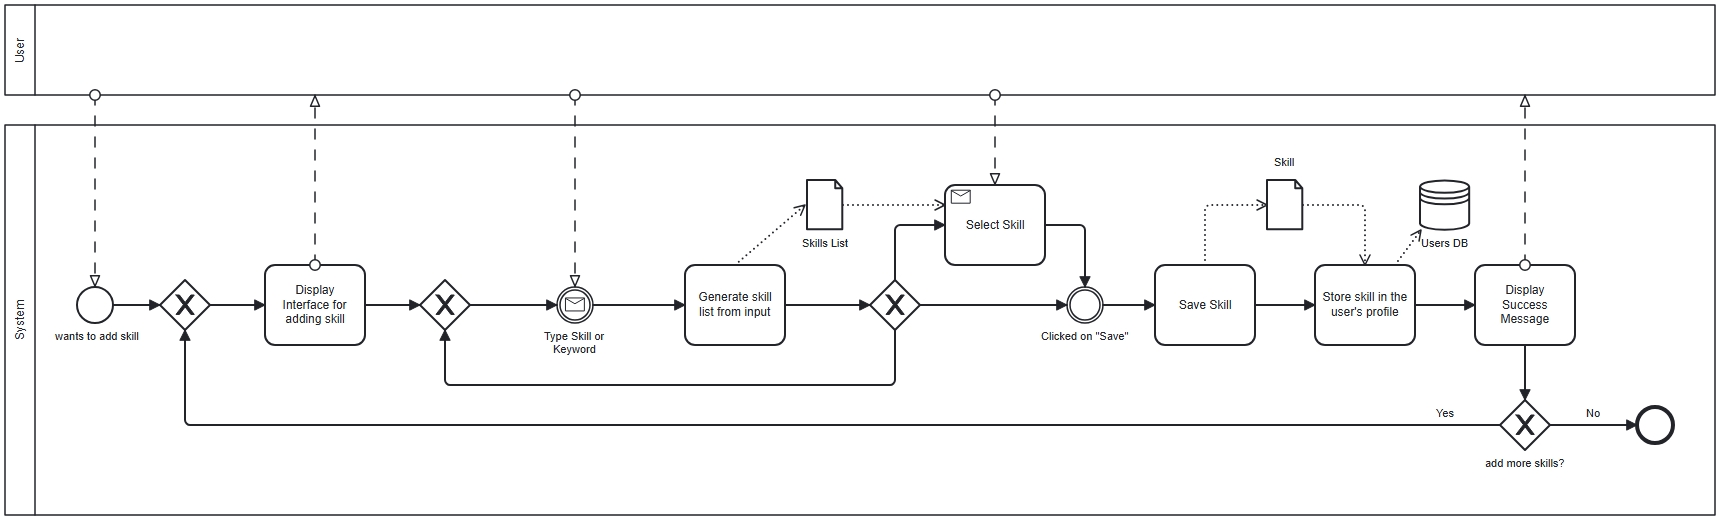 User
System
wants to add skill
Display
Interface for
adding skill
Type Skill or
Keyword
Generate skill
list from input
Skills List
Select Skill
Clicked on "Save"
Save Skill
Skill
Store skill in the
user's profile
Users DB
Display
Success
Message
Yes
No
add more skills?